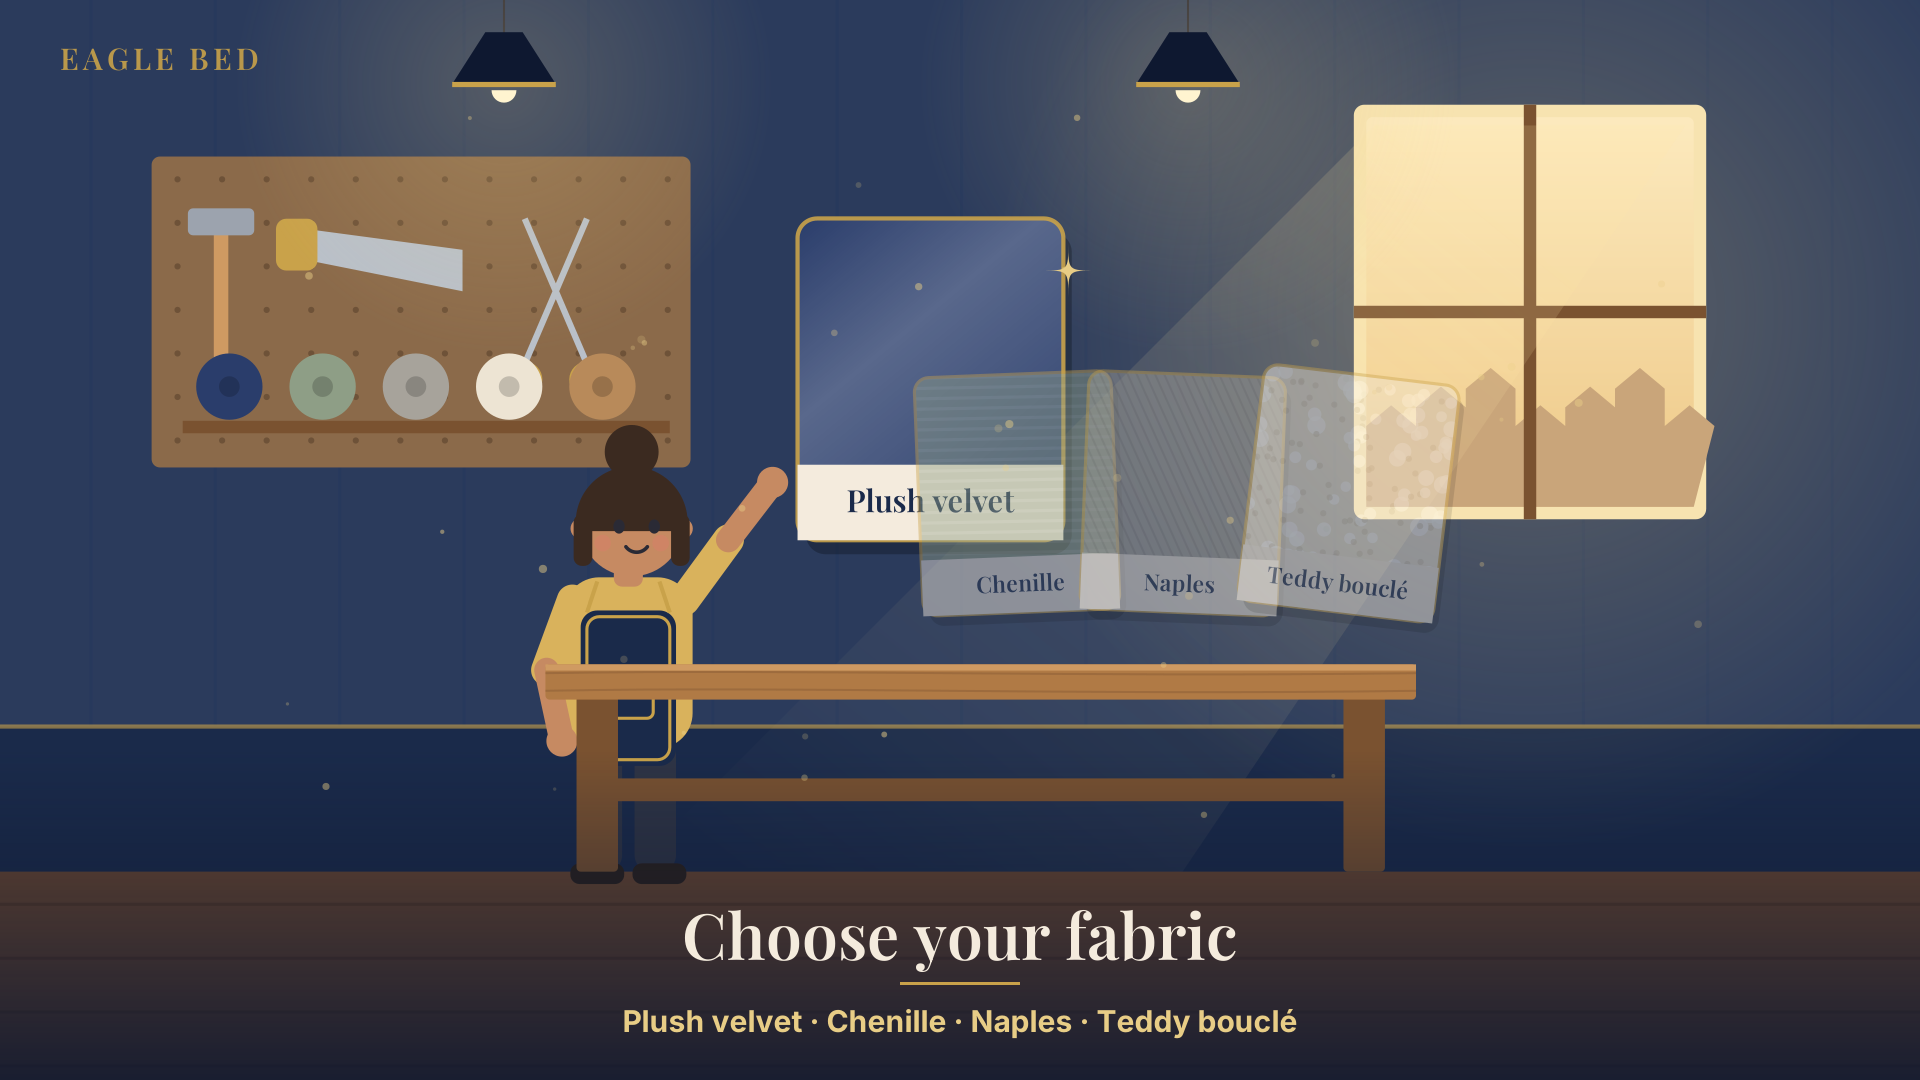 EAGLE BED
Plush velvet
Chenille
Naples
Teddy bouclé
Choose your fabric
Plush velvet · Chenille · Naples · Teddy bouclé